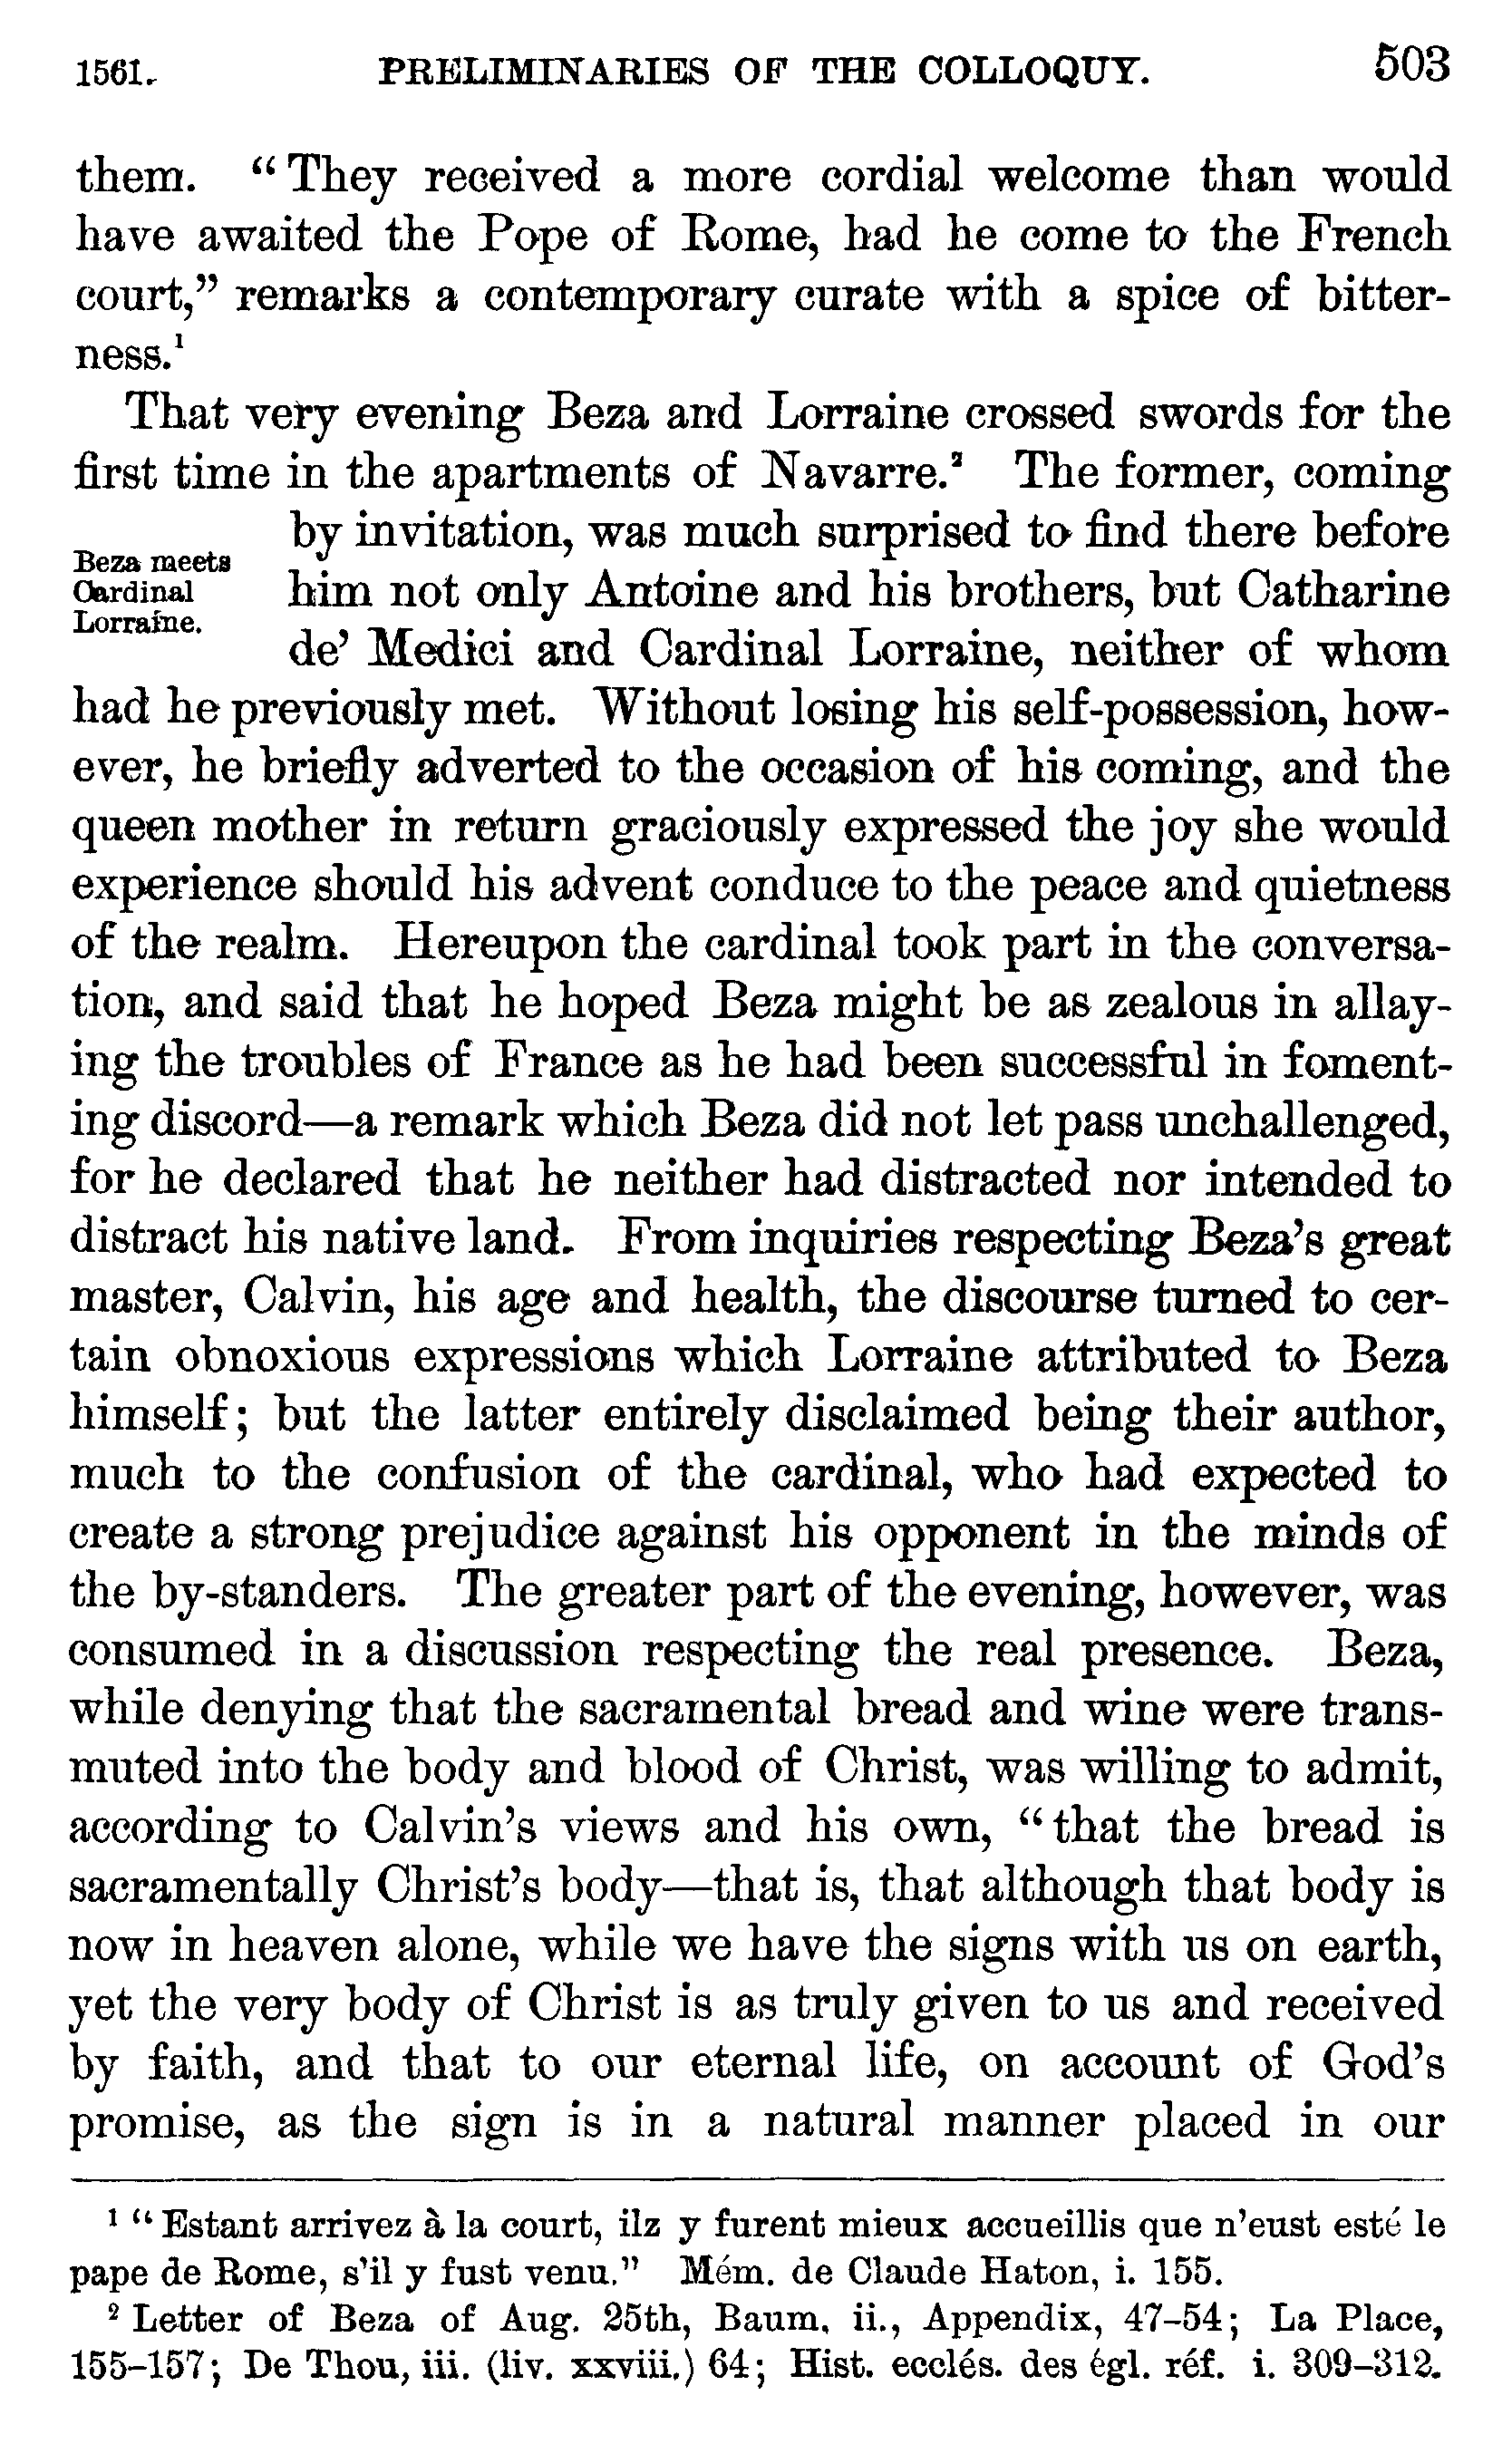 1561. PRELIMINARIES OF THE COLLOQUY. 503
them. “They received a more cordial welcome than would
have awaited the Pope of Rome, had he come to the French
court,” remarks a contemporary curate with a spice of bitter-
ness.¹
That very evening Beza and Lorraine crossed swords for the
first time in the apartments of Navarre.² The former, coming
Beza meets
Cardinal
Lorraine.
by invitation, was much surprised to find there before
him not only Antoine and his brothers, but Catharine
de’ Medici and Cardinal Lorraine, neither of whom
had he previously met. Without losing his self-possession, how-
ever, he briefly adverted to the occasion of his coming, and the
queen mother in return graciously expressed the joy she would
experience should his advent conduce to the peace and quietness
of the realm. Hereupon the cardinal took part in the conversa-
tion, and said that he hoped Beza might be as zealous in allay-
ing the troubles of France as he had been successful in foment-
ing discord—a remark which Beza did not let pass unchallenged,
for he declared that he neither had distracted nor intended to
distract his native land. From inquiries respecting Beza’s great
master, Calvin, his age and health, the discourse turned to cer-
tain obnoxious expressions which Lorraine attributed to Beza
himself; but the latter entirely disclaimed being their author,
much to the confusion of the cardinal, who had expected to
create a strong prejudice against his opponent in the minds of
the by-standers. The greater part of the evening, however, was
consumed in a discussion respecting the real presence. Beza,
while denying that the sacramental bread and wine were trans-
muted into the body and blood of Christ, was willing to admit,
according to Calvin’s views and his own, “that the bread is
sacramentally Christ’s body—that is, that although that body is
now in heaven alone, while we have the signs with us on earth,
yet the very body of Christ is as truly given to us and received
by faith, and that to our eternal life, on account of God’s
promise, as the sign is in a natural manner placed in our
¹ “Estant arrivez à la court, ilz y furent mieux accueillis que n’eust esté le
pape de Rome, s’il y fust venu.” Mém. de Claude Haton, i. 155.
² Letter of Beza of Aug. 25th, Baum, ii., Appendix, 47–54; La Place,
155–157; De Thou, iii. (liv. xxviii.) 64; Hist. ecclés. des égl. réf. i. 309–312.